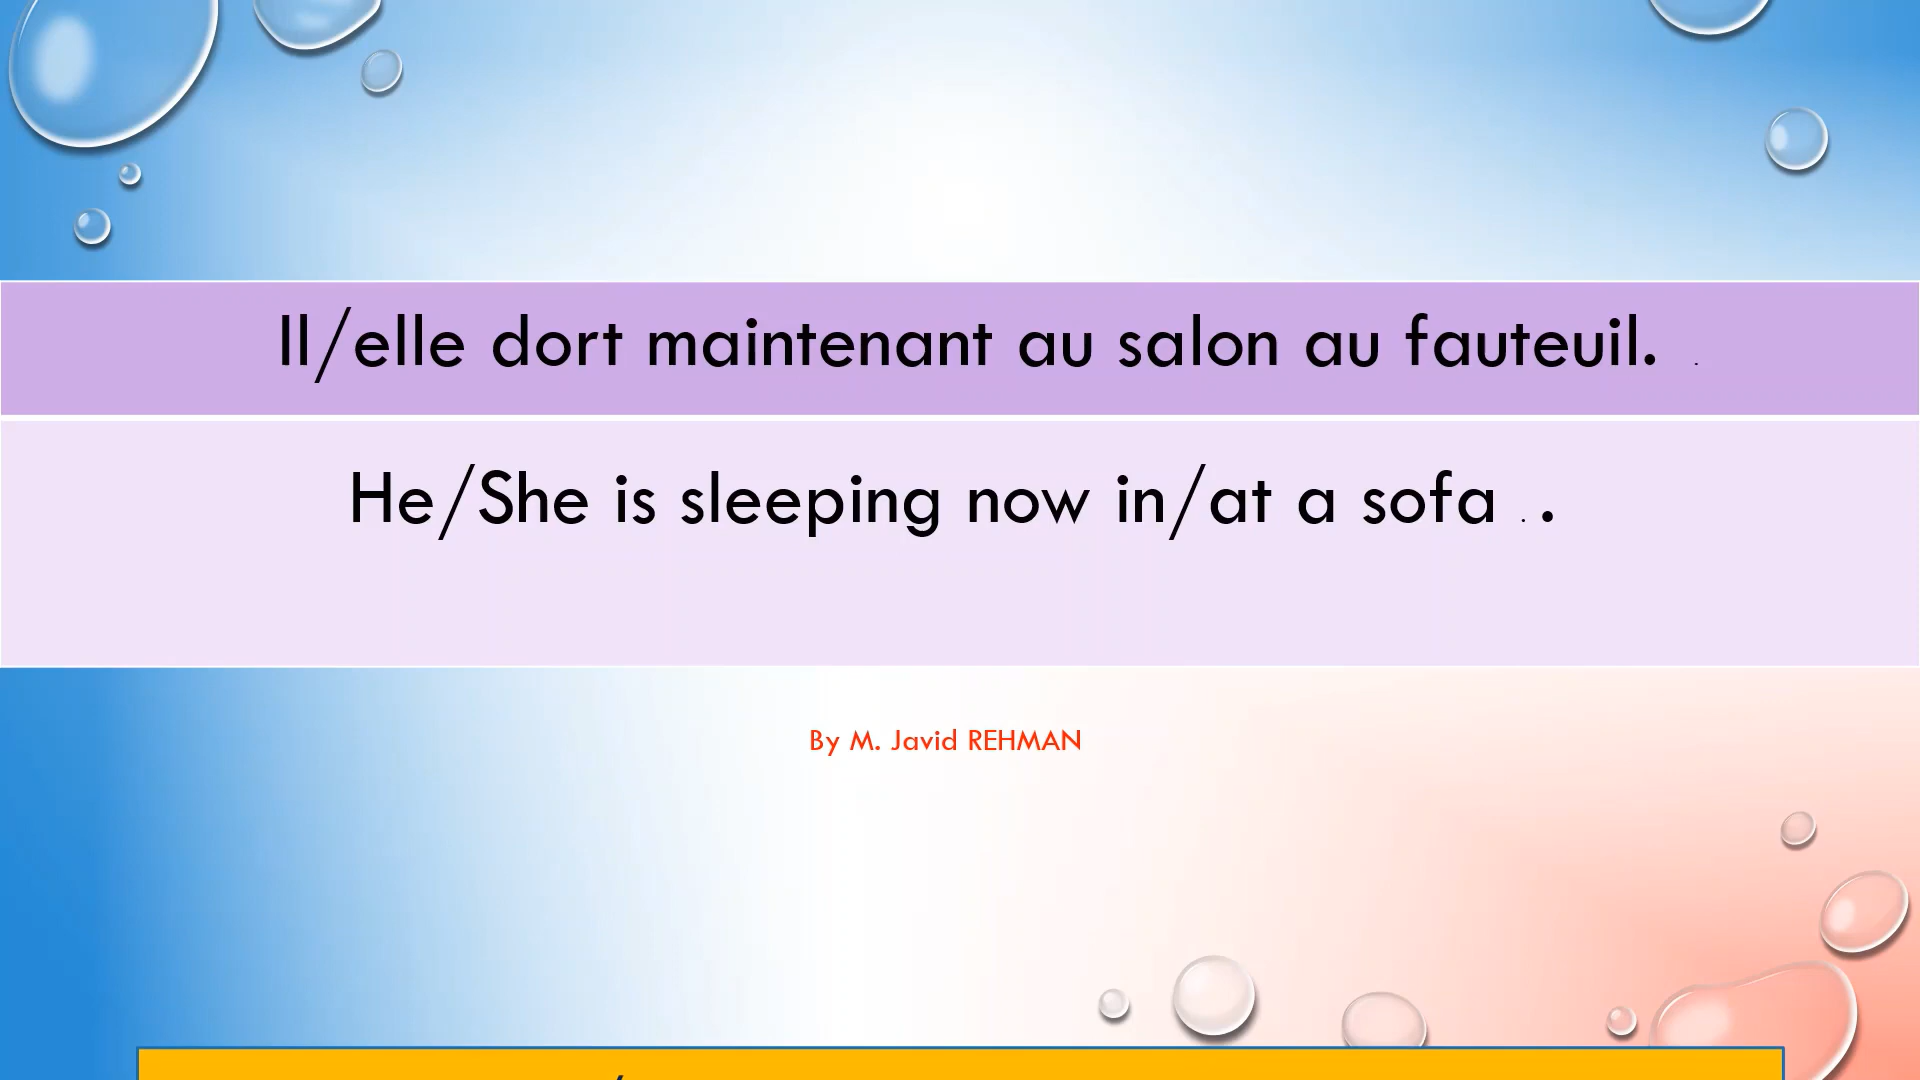 Il/elle dort maintenant au salon au fauteuil. .
He/She is sleeping now in/at a sofa . .
By M. Javid REHMAN